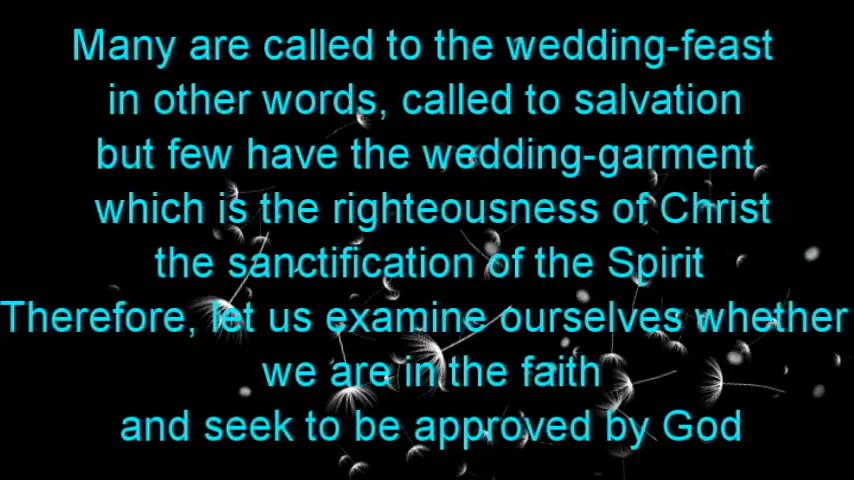 Many are called to the wedding-feast
in other words, called to salvation
but few have the wedding-garment
which is the righteousness of Christ
the sanctification of the Spirit
Therefore, let us examine ourselves whether
we are in the faith
and seek to be approved by God